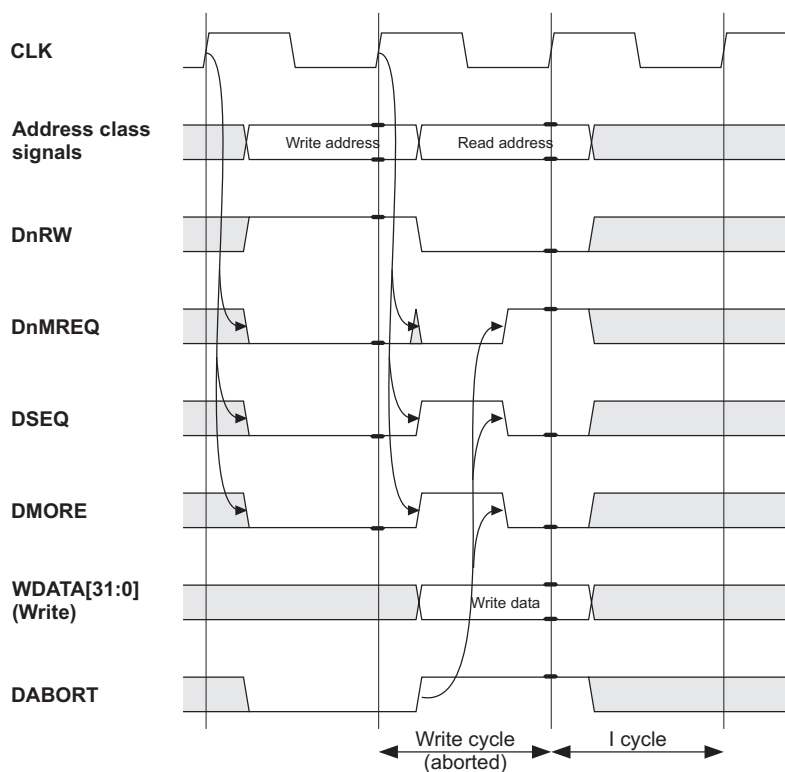 CLK
Address class
signals
Write address
Read address
DnRW
DnMREQ
DSEQ
DMORE
WDATA[31:0]
(Write)
Write data
DABORT
Write cycle
(aborted)
I cycle